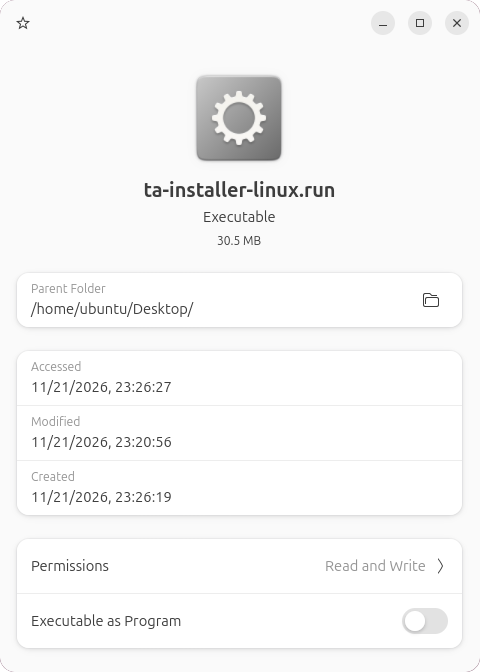 ta-installer-linux.run
Executable
30.5 MB
Parent Folder
/home/ubuntu/Desktop/
Accessed
11/21/2026, 23:26:27
Modified
11/21/2026, 23:20:56
Created
11/21/2026, 23:26:19
Permissions
Read and Write
Executable as Program